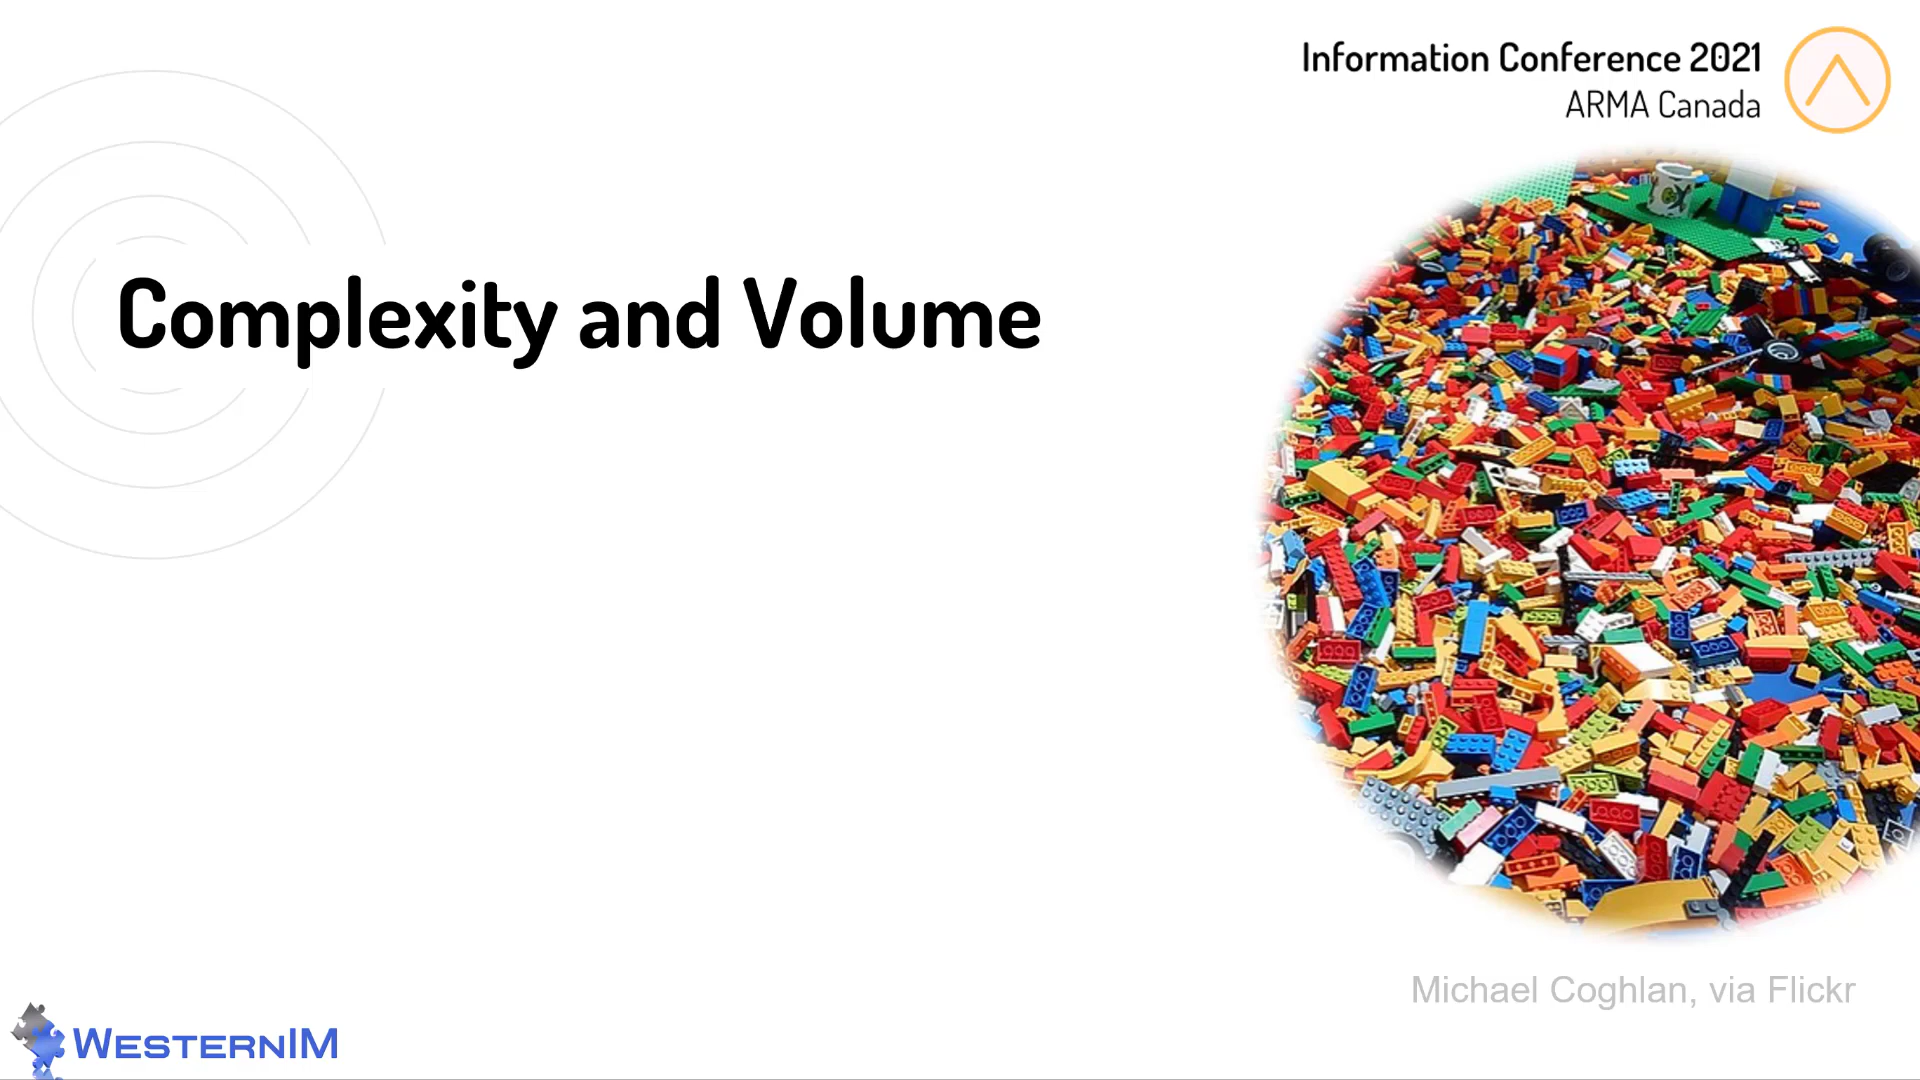 Information Conference 2021
ARMA Canada
Complexity and Volume
Michael Coghlan, via Flickr
WESTERNIM